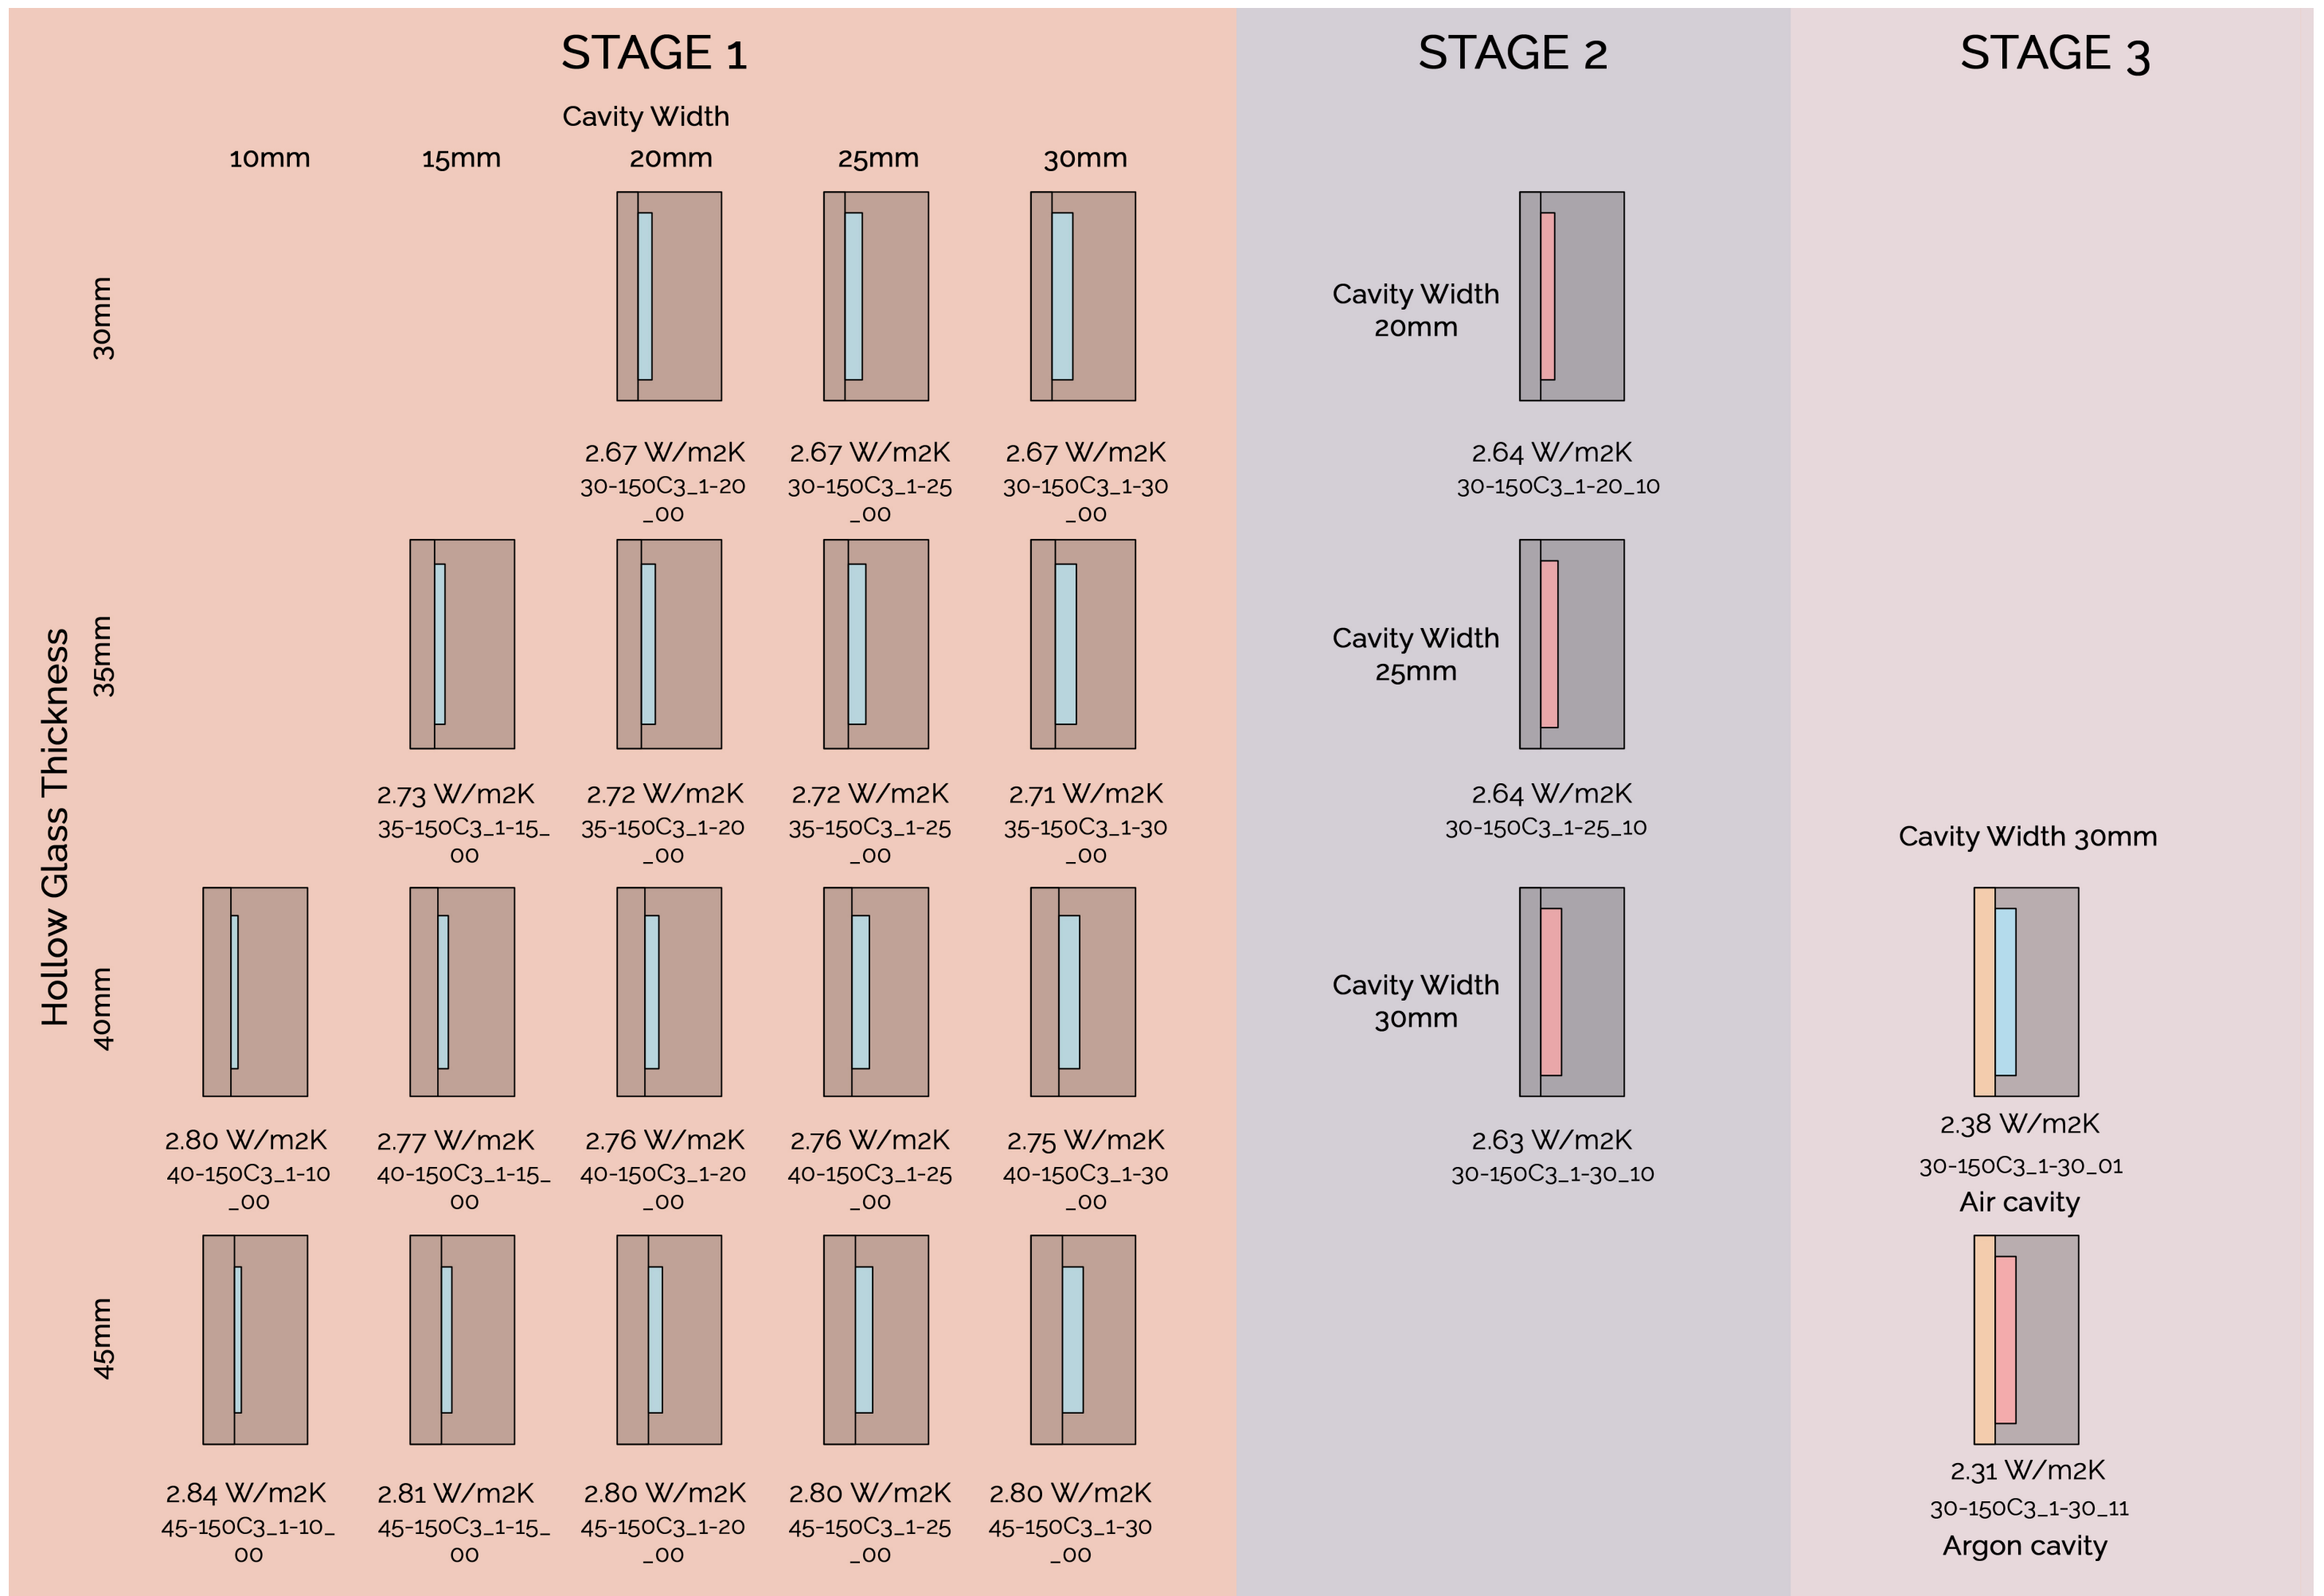 STAGE 1
Cavity Width
10mm
15mm
20mm
25mm
30mm
Hollow Glass Thickness
30mm
2.67 W/m2K
30-150C3_1-20
_00
2.67 W/m2K
30-150C3_1-25
_00
2.67 W/m2K
30-150C3_1-30
_00
35mm
2.73 W/m2K
35-150C3_1-15_
00
2.72 W/m2K
35-150C3_1-20
_00
2.72 W/m2K
35-150C3_1-25
_00
2.71 W/m2K
35-150C3_1-30
_00
40mm
2.80 W/m2K
40-150C3_1-10
_00
2.77 W/m2K
40-150C3_1-15_
00
2.76 W/m2K
40-150C3_1-20
_00
2.76 W/m2K
40-150C3_1-25
_00
2.75 W/m2K
40-150C3_1-30
_00
45mm
2.84 W/m2K
45-150C3_1-10_
00
2.81 W/m2K
45-150C3_1-15_
00
2.80 W/m2K
45-150C3_1-20
_00
2.80 W/m2K
45-150C3_1-25
_00
2.80 W/m2K
45-150C3_1-30
_00
STAGE 2
Cavity Width
20mm
2.64 W/m2K
30-150C3_1-20_10
Cavity Width
25mm
2.64 W/m2K
30-150C3_1-25_10
Cavity Width
30mm
2.63 W/m2K
30-150C3_1-30_10
STAGE 3
Cavity Width 30mm
2.38 W/m2K
30-150C3_1-30_01
Air cavity
2.31 W/m2K
30-150C3_1-30_11
Argon cavity